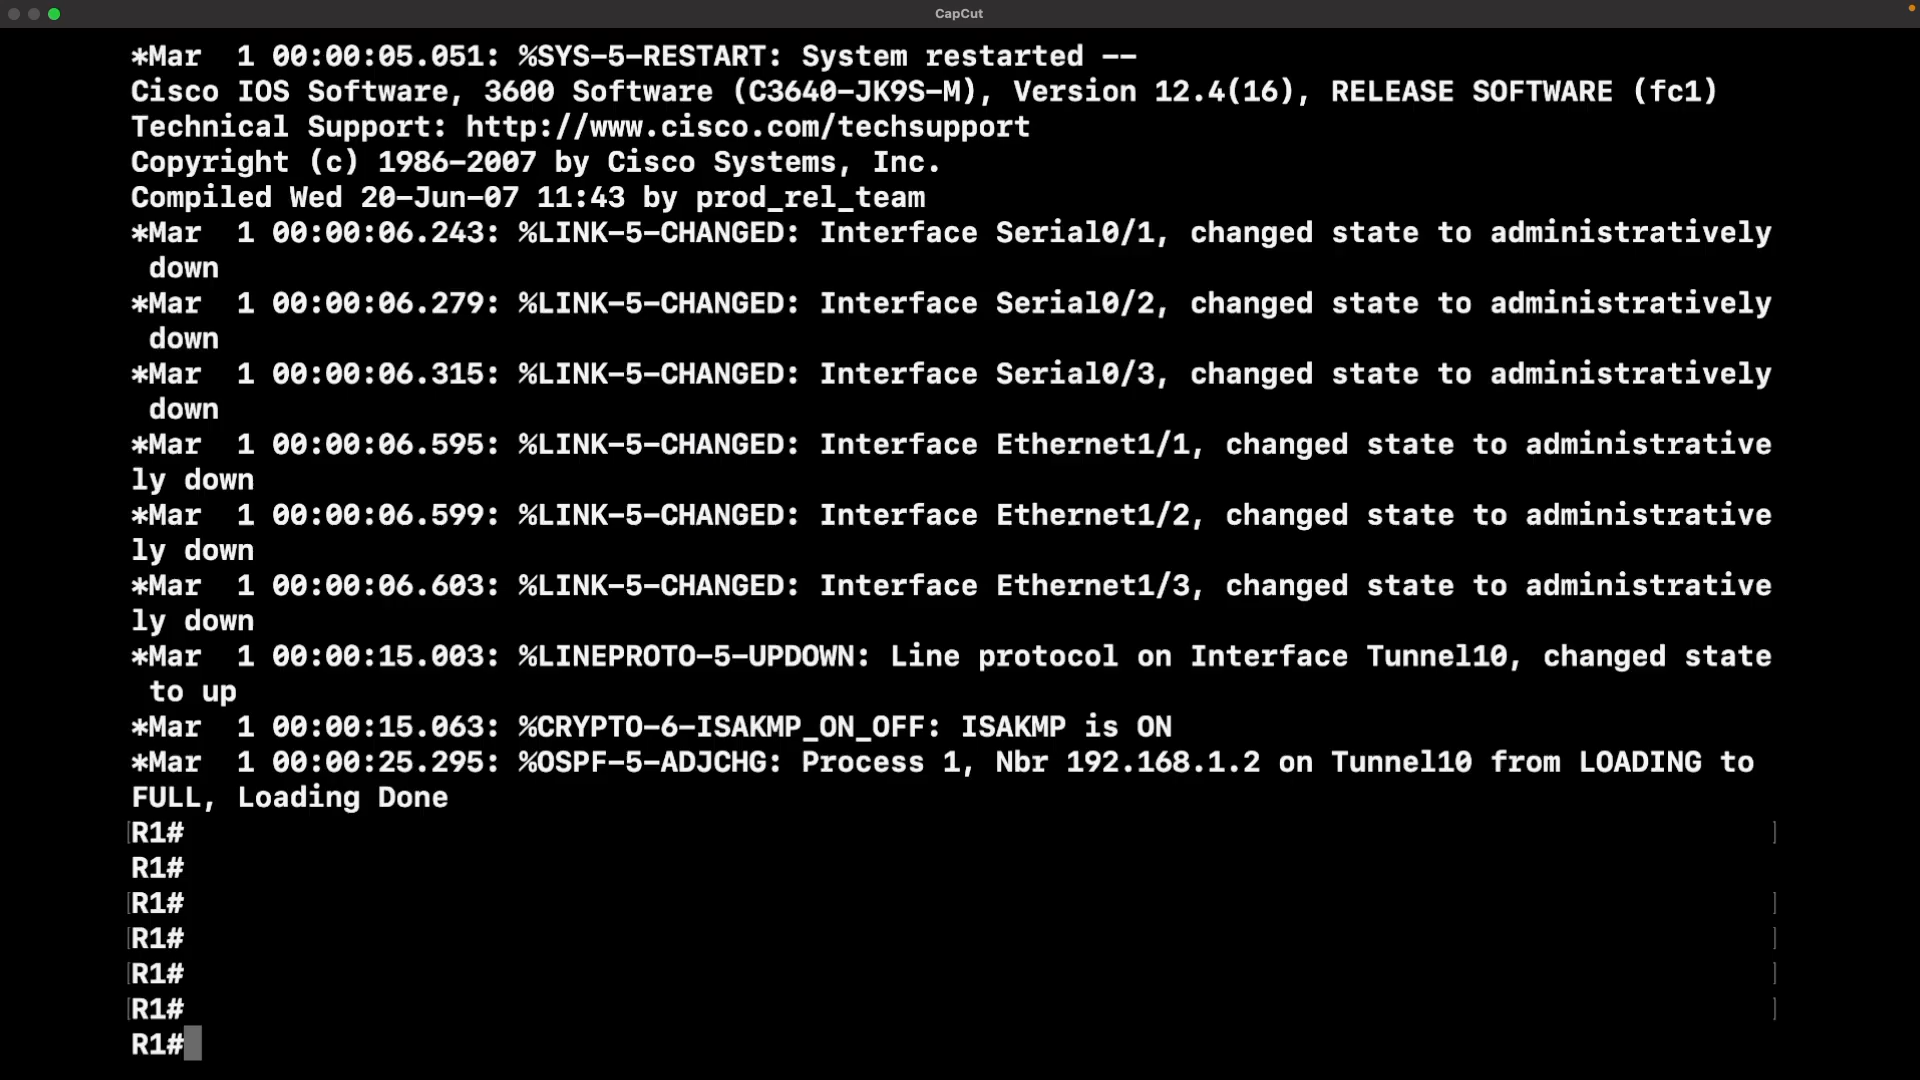 CapCut
*Mar  1 00:00:05.051: %SYS-5-RESTART: System restarted --
Cisco IOS Software, 3600 Software (C3640-JK9S-M), Version 12.4(16), RELEASE SOFTWARE (fc1)
Technical Support: http://www.cisco.com/techsupport
Copyright (c) 1986-2007 by Cisco Systems, Inc.
Compiled Wed 20-Jun-07 11:43 by prod_rel_team
*Mar  1 00:00:06.243: %LINK-5-CHANGED: Interface Serial0/1, changed state to administratively
 down
*Mar  1 00:00:06.279: %LINK-5-CHANGED: Interface Serial0/2, changed state to administratively
 down
*Mar  1 00:00:06.315: %LINK-5-CHANGED: Interface Serial0/3, changed state to administratively
 down
*Mar  1 00:00:06.595: %LINK-5-CHANGED: Interface Ethernet1/1, changed state to administrative
ly down
*Mar  1 00:00:06.599: %LINK-5-CHANGED: Interface Ethernet1/2, changed state to administrative
ly down
*Mar  1 00:00:06.603: %LINK-5-CHANGED: Interface Ethernet1/3, changed state to administrative
ly down
*Mar  1 00:00:15.003: %LINEPROTO-5-UPDOWN: Line protocol on Interface Tunnel10, changed state
 to up
*Mar  1 00:00:15.063: %CRYPTO-6-ISAKMP_ON_OFF: ISAKMP is ON
*Mar  1 00:00:25.295: %OSPF-5-ADJCHG: Process 1, Nbr 192.168.1.2 on Tunnel10 from LOADING to
FULL, Loading Done
[R1# ]
R1#
[R1# ]
[R1# ]
[R1# ]
[R1# ]
R1#